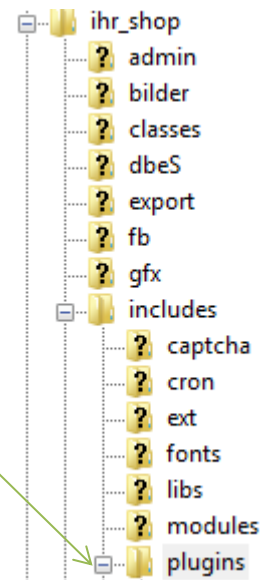 ihr_shop
admin
bilder
classes
dbeS
export
fb
gfx
includes
captcha
cron
ext
fonts
libs
modules
plugins